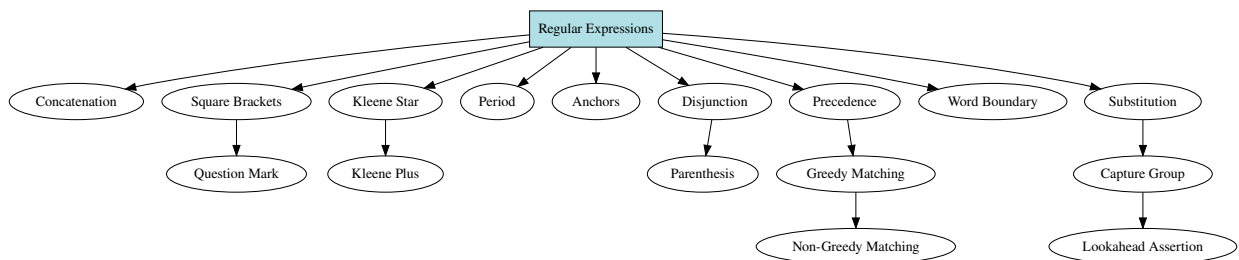 Regular Expressions
Concatenation
Square Brackets
Kleene Star
Period
Anchors
Disjunction
Precedence
Word Boundary
Substitution
Question Mark
Kleene Plus
Parenthesis
Greedy Matching
Capture Group
Non-Greedy Matching
Lookahead Assertion